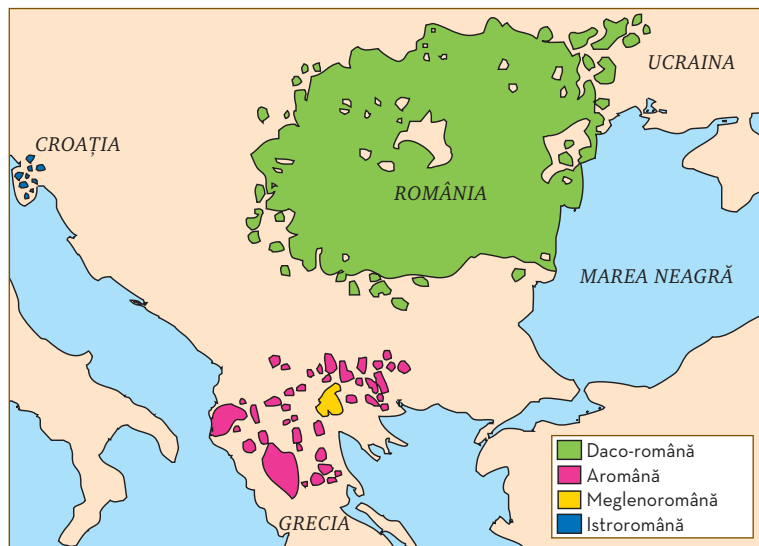 UCRAINA
CROAȚIA
ROMÂNIA
MAREA NEAGRĂ
GRECIA
Daco-română
Aromână
Meglenoromână
Istroromână